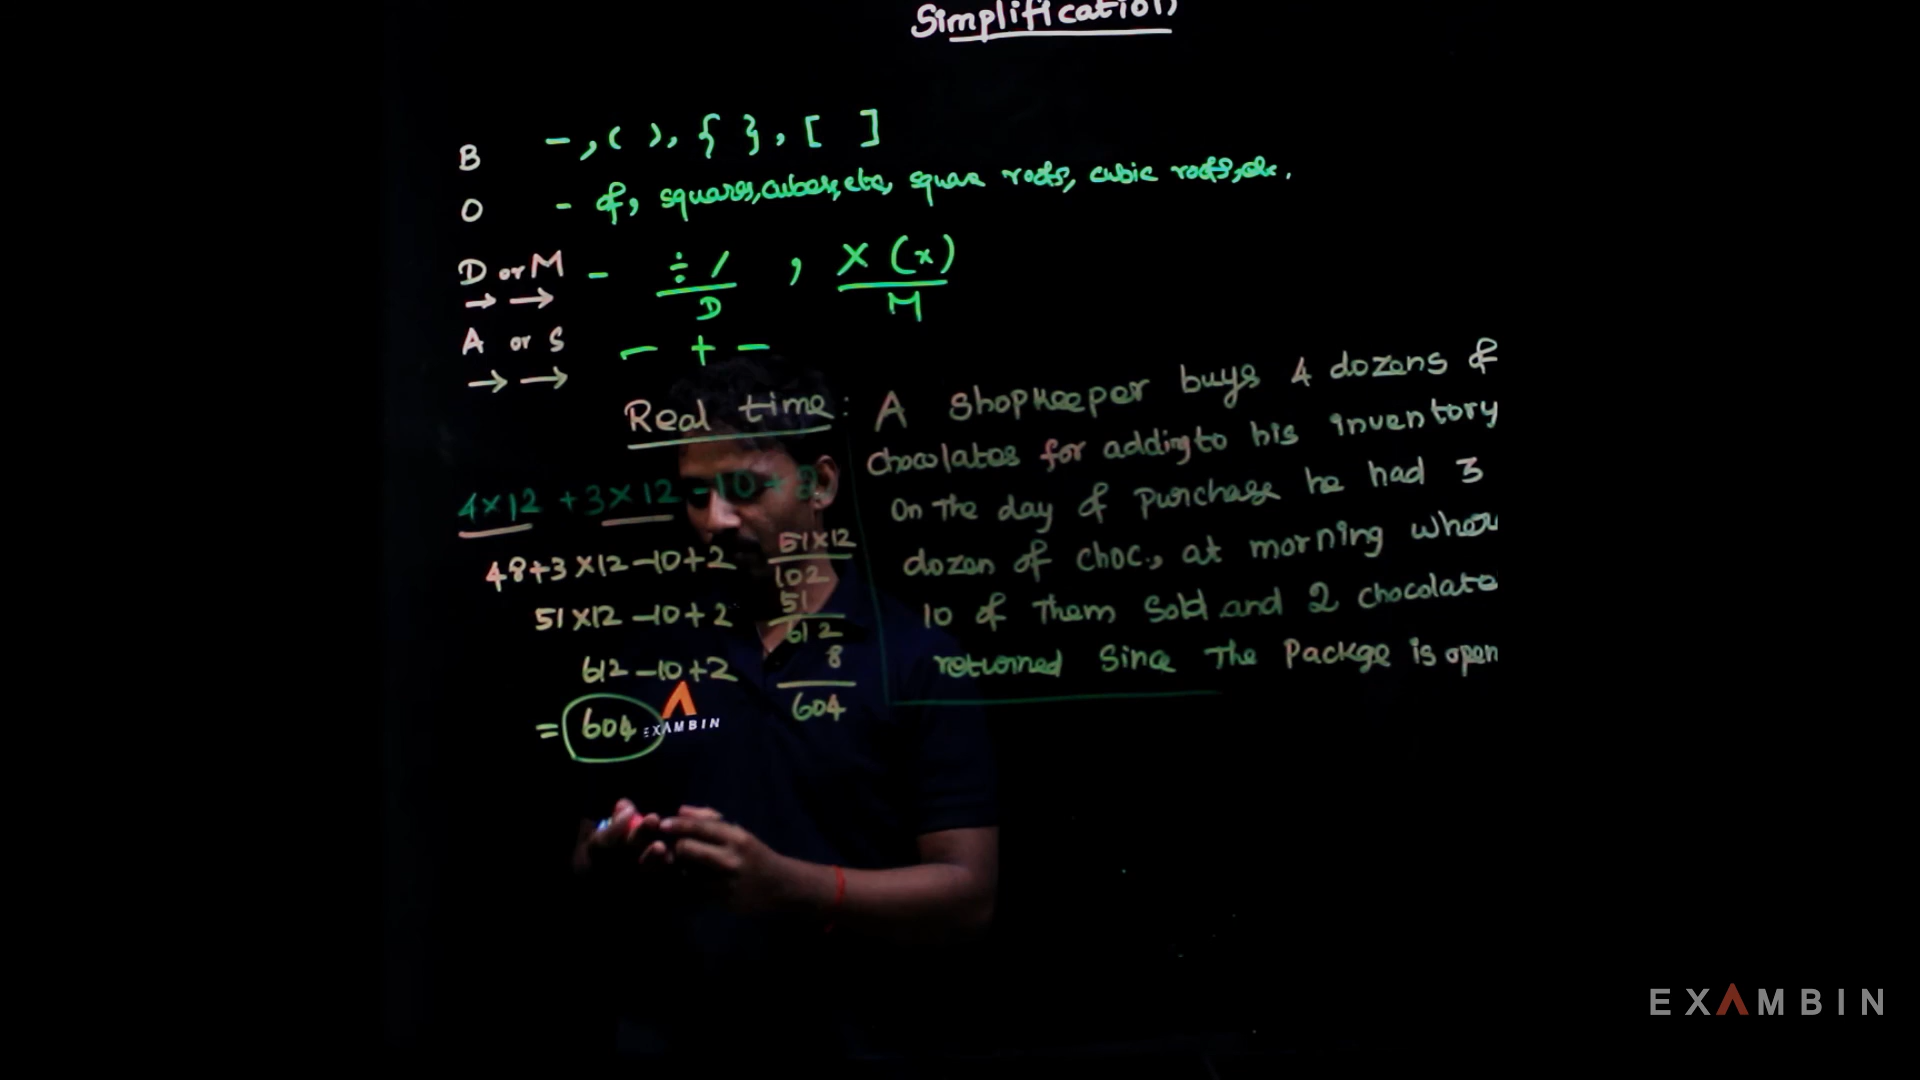 Simplification
B - , ( ), { }, [ ]
O - of, squares, cubes, etc, square roots, cubic roots, etc.
D or M - ÷ / , X (x)
→ → D M
A or S - + -
→ →
Real time: A Shopkeeper buys 4 dozens of
chocolates for adding to his inventory
On The day of purchase he had 3
dozen of choc., at morning when
10 of Them Sold and 2 chocolate
returned Since The Packge is open
4×12 +3×12 -10+2
48+3×12-10+2
51×12 -10+2
612-10+2
= 604
51×12
102
51
612
8
604
EXAMBIN
EXAMBIN